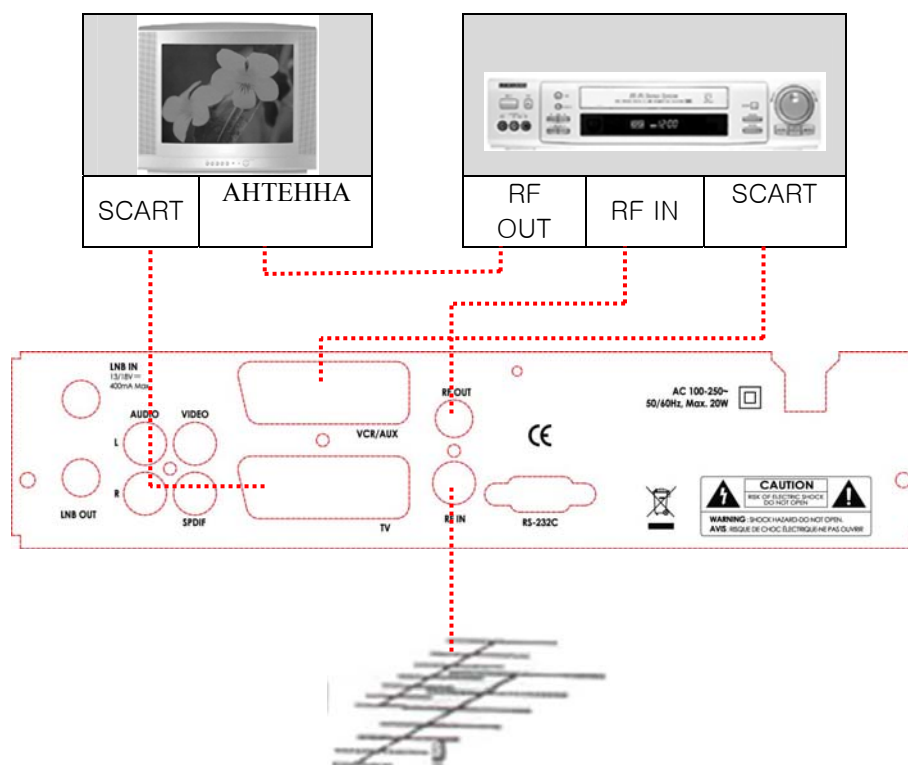 SCART
АНТЕННА
RF
OUT
RF IN
SCART
LNB IN
13/18V
400mA Max.
AUDIO
VIDEO
L
R
LNB OUT
SPDIF
VCR/AUX
TV
RF OUT
RF IN
RS-232C
CE
AC 100-250~
50/60Hz, Max. 20W
CAUTION
RISK OF ELECTRIC SHOCK
DO NOT OPEN
WARNING : SHOCK HAZARD-DO NOT OPEN.
AVIS : RISQUE DE CHOC ÉLECTRIQUE-NE PAS OUVRIR
12:00